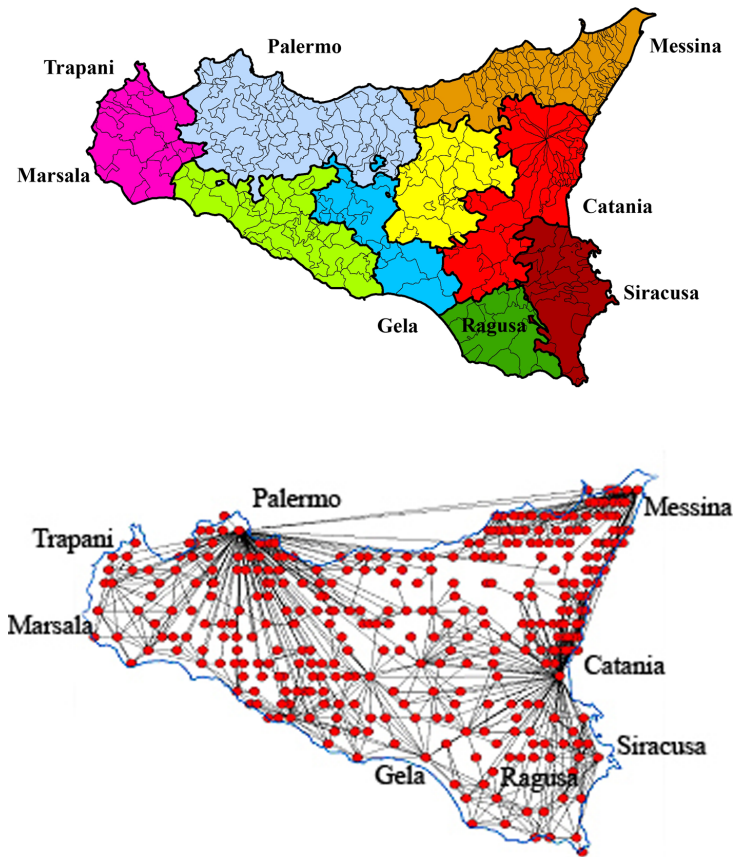 Palermo
Messina
Trapani
Marsala
Catania
Siracusa
Gela
Ragusa
Palermo
Messina
Trapani
Marsala
Catania
Siracusa
Gela
Ragusa